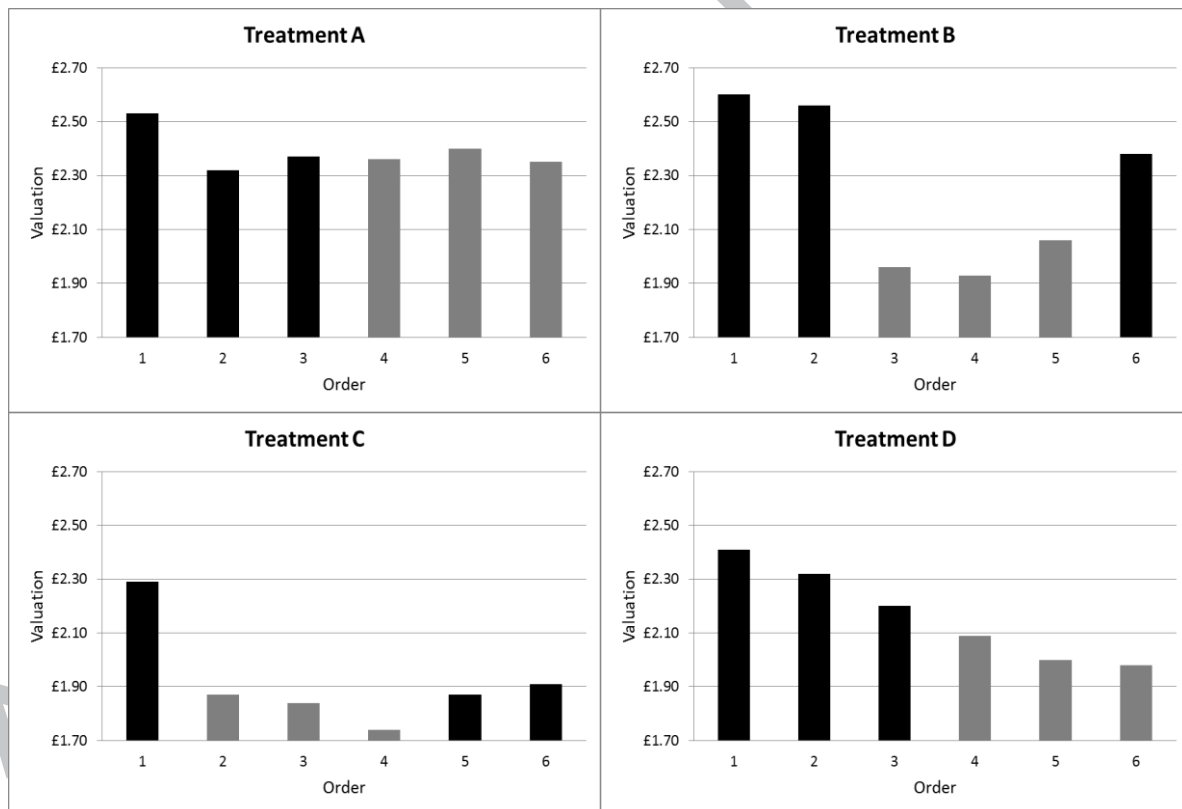 Treatment A
£2.70
£2.50
£2.30
£2.10
£1.90
£1.70
Valuation
1 2 3 4 5 6
Order
Treatment B
£2.70
£2.50
£2.30
£2.10
£1.90
£1.70
Valuation
1 2 3 4 5 6
Order
Treatment C
£2.70
£2.50
£2.30
£2.10
£1.90
£1.70
Valuation
1 2 3 4 5 6
Order
Treatment D
£2.70
£2.50
£2.30
£2.10
£1.90
£1.70
Valuation
1 2 3 4 5 6
Order